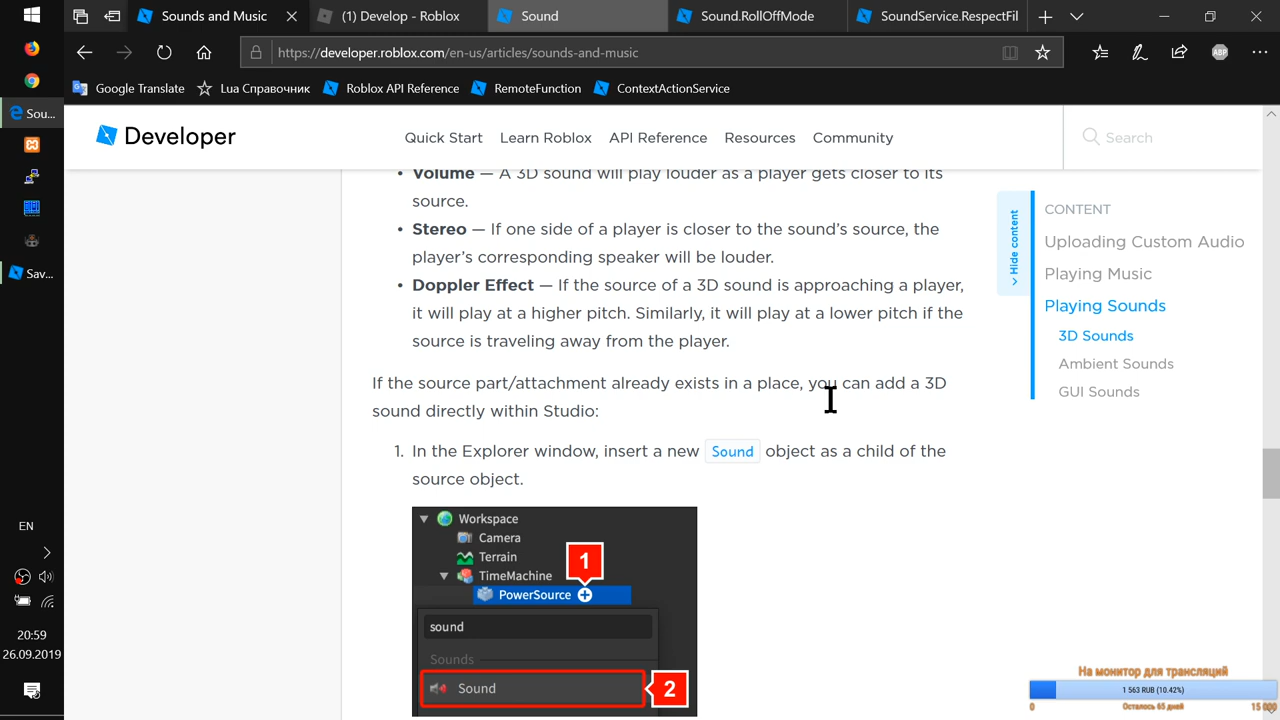 Sounds and Music
(1) Develop - Roblox
Sound
Sound.RollOffMode
SoundService.RespectFil
https://developer.roblox.com/en-us/articles/sounds-and-music
Google Translate
Lua Справочник
Roblox API Reference
RemoteFunction
ContextActionService
Sou...
Sav...
EN
20:59
26.09.2019
Developer
Quick Start
Learn Roblox
API Reference
Resources
Community
Search
• Volume — A 3D sound will play louder as a player gets closer to its
source.
• Stereo — If one side of a player is closer to the sound's source, the
player's corresponding speaker will be louder.
• Doppler Effect — If the source of a 3D sound is approaching a player,
it will play at a higher pitch. Similarly, it will play at a lower pitch if the
source is traveling away from the player.
If the source part/attachment already exists in a place, you can add a 3D
sound directly within Studio:
1. In the Explorer window, insert a new Sound object as a child of the
source object.
Workspace
Camera
Terrain
TimeMachine
PowerSource
1
sound
Sounds
Sound
2
Hide content
CONTENT
Uploading Custom Audio
Playing Music
Playing Sounds
3D Sounds
Ambient Sounds
GUI Sounds
ABP
На монитор для трансляций
1 563 RUB (10.42%)
0
Осталось 65 дней
15 000